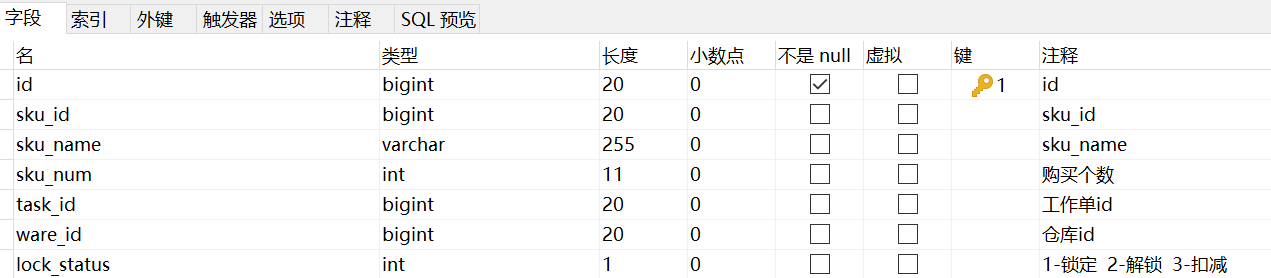 字段 索引 外键 触发器 选项 注释 SQL 预览
名 类型 长度 小数点 不是 null 虚拟 键 注释
id bigint 20 0 1 id
sku_id bigint 20 0 sku_id
sku_name varchar 255 0 sku_name
sku_num int 11 0 购买个数
task_id bigint 20 0 工作单id
ware_id bigint 20 0 仓库id
lock_status int 1 0 1-锁定 2-解锁 3-扣减